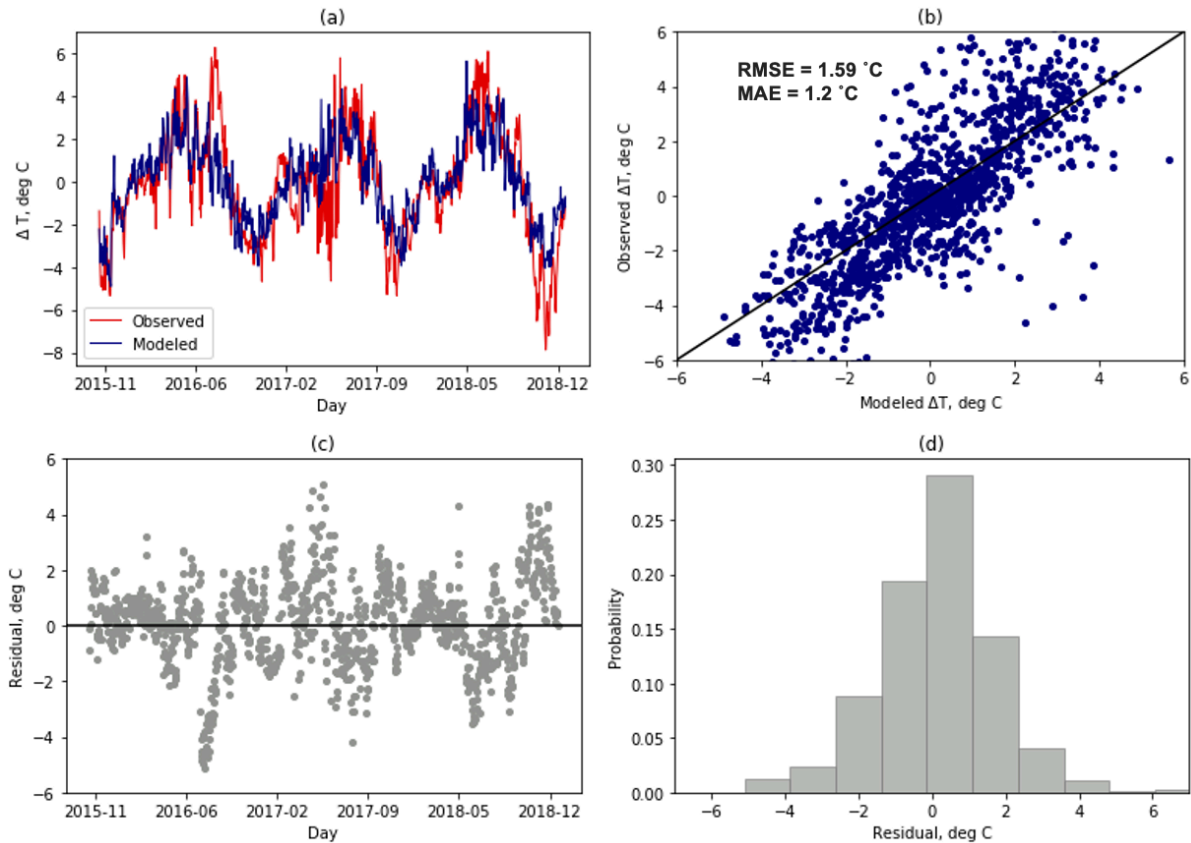 (a)
6
4
2
0
−2
−4
−6
−8
Δ T, deg C
Observed
Modeled
2015-11 2016-06 2017-02 2017-09 2018-05 2018-12
Day
(b)
6
4
2
0
−2
−4
−6
Observed ΔT, deg C
RMSE = 1.59 ˚C
MAE = 1.2 ˚C
−6 −4 −2 0 2 4 6
Modeled ΔT, deg C
(c)
6
4
2
0
−2
−4
−6
Residual, deg C
2015-11 2016-06 2017-02 2017-09 2018-05 2018-12
Day
(d)
0.30
0.25
0.20
0.15
0.10
0.05
0.00
Probability
−6 −4 −2 0 2 4 6
Residual, deg C